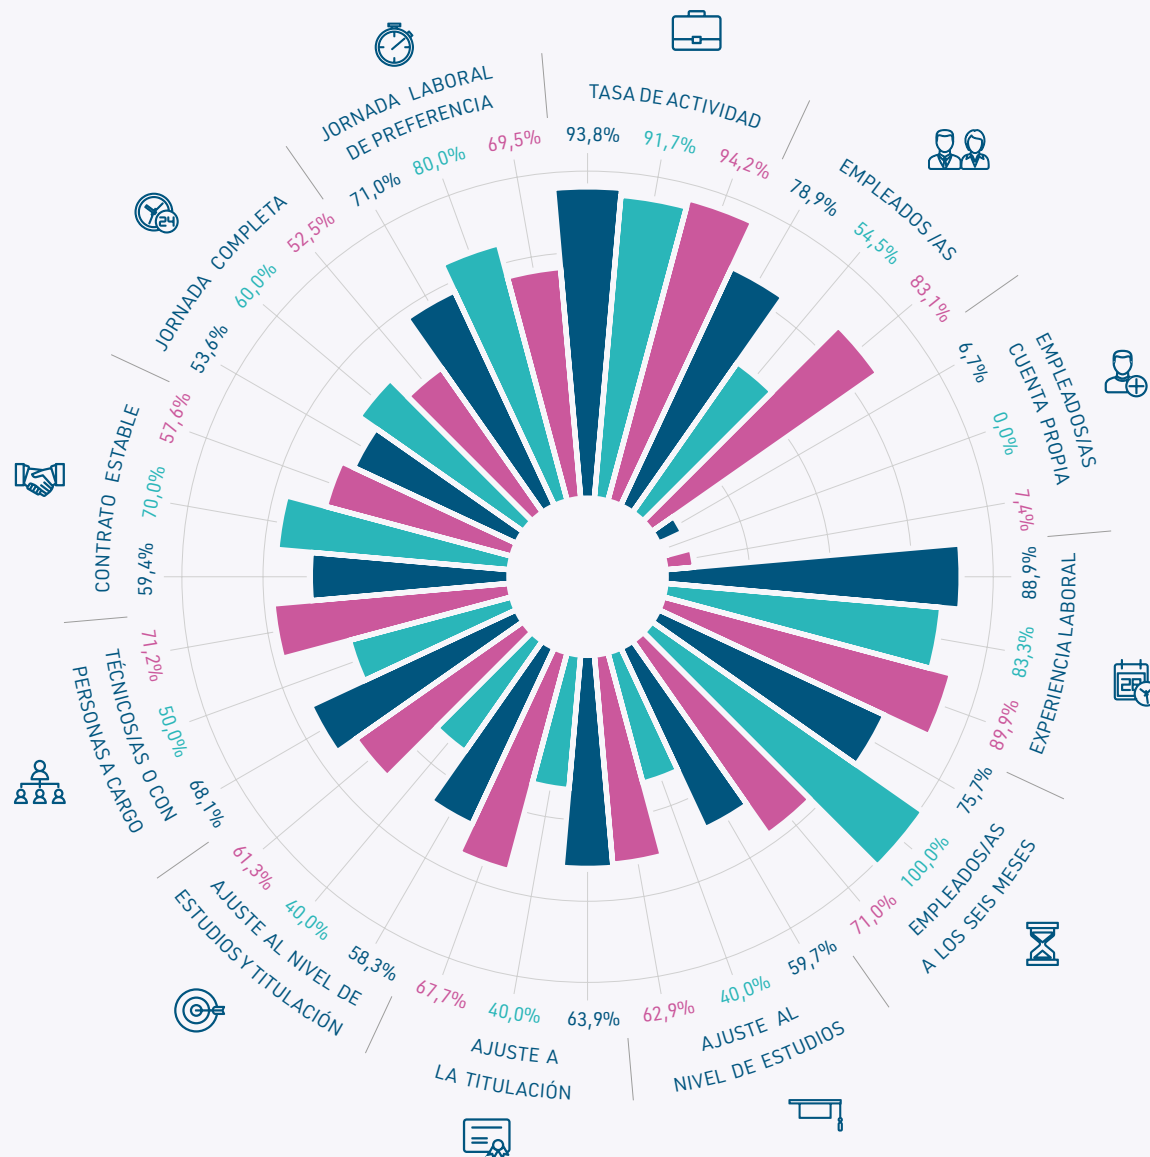 TASA DE ACTIVIDAD
93,8%
91,7%
94,2%
EMPLEADOS/AS
78,9%
54,5%
83,1%
EMPLEADOS/AS
CUENTA PROPIA
6,7%
0,0%
7,4%
EXPERIENCIA LABORAL
88,9%
83,3%
89,9%
EMPLEADOS/AS
A LOS SEIS MESES
75,7%
100,0%
71,0%
AJUSTE AL
NIVEL DE ESTUDIOS
59,7%
40,0%
62,9%
AJUSTE A
LA TITULACIÓN
63,9%
40,0%
67,7%
AJUSTE AL NIVEL DE
ESTUDIOS Y TITULACIÓN
58,3%
40,0%
61,3%
TÉCNICOS/AS O CON
PERSONAS A CARGO
68,1%
50,0%
71,2%
CONTRATO ESTABLE
59,4%
70,0%
57,6%
JORNADA COMPLETA
53,6%
60,0%
52,5%
JORNADA LABORAL
DE PREFERENCIA
71,0%
80,0%
69,5%
24